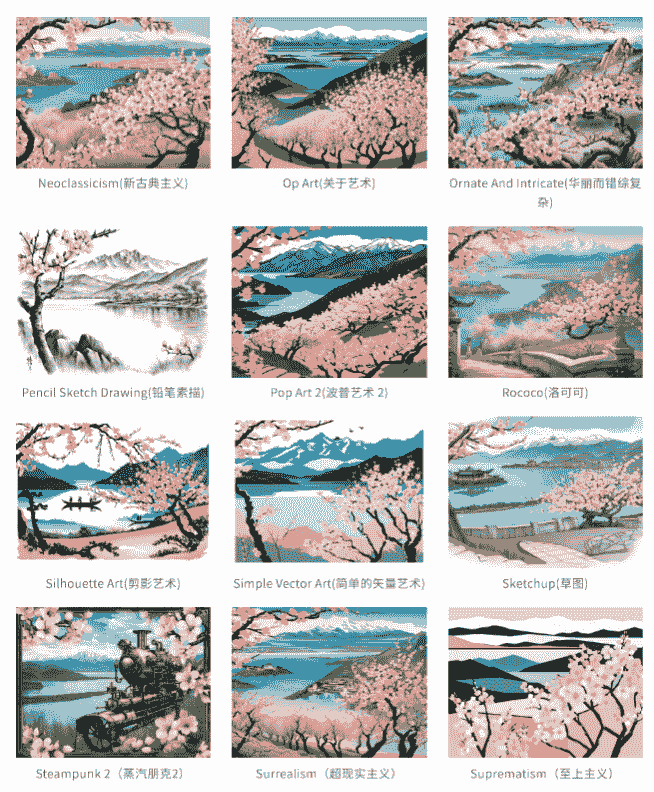 Neoclassicism(新古典主义)
Op Art(关于艺术)
Ornate And Intricate(华丽而错综复
杂)
Pencil Sketch Drawing(铅笔素描)
Pop Art 2(波普艺术 2)
Rococo(洛可可)
Silhouette Art(剪影艺术)
Simple Vector Art(简单的矢量艺术)
Sketchup(草图)
Steampunk 2（蒸汽朋克2）
Surrealism（超现实主义）
Suprematism（至上主义）